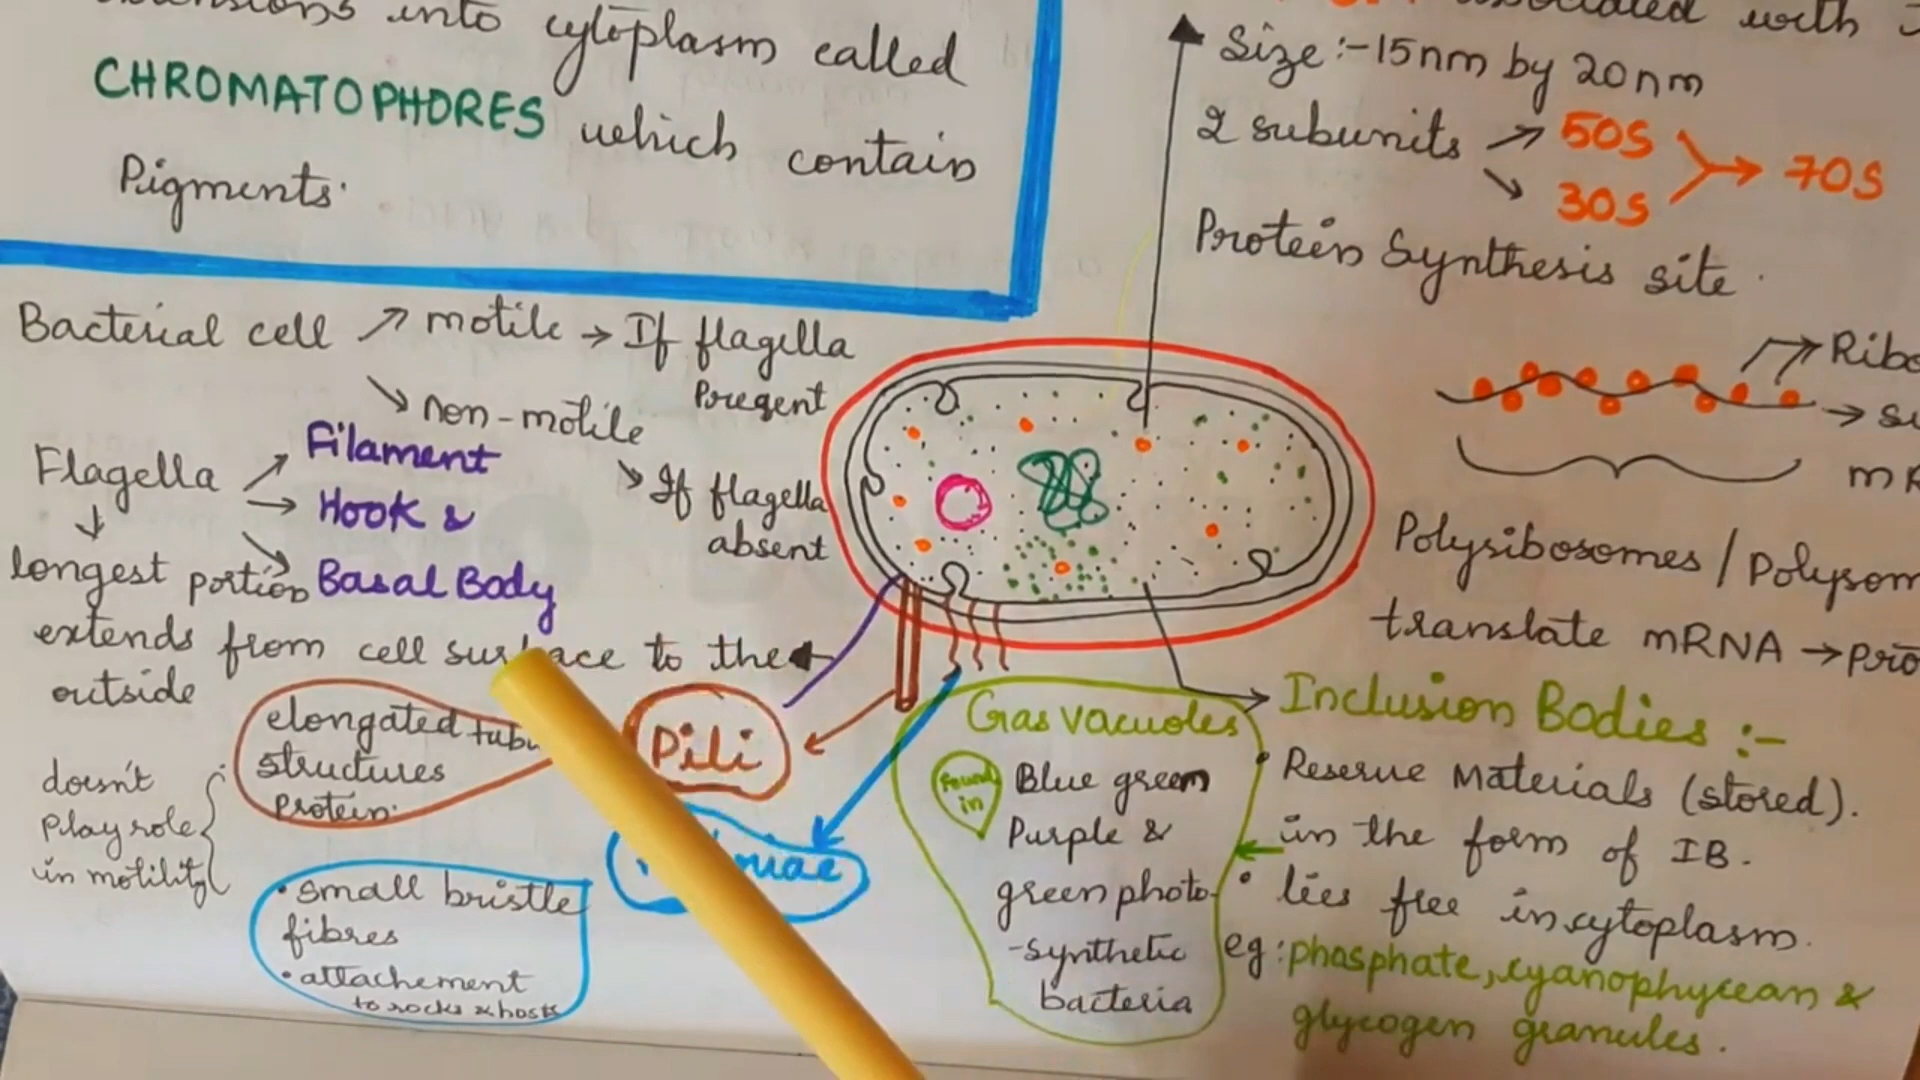 into cytoplasm called
CHROMATOPHORES which contain
Pigments.
associated with
Size:-15nm by 20nm
2 subunits → 50S
30S → 70S
Protein Synthesis site.
Bacterial cell → motile → If flagella
Present
non-motile
If flagella
absent
Flagella → Filament
→ Hook &
Basal Body
longest portion
extends from cell surface to the
outside
elongated
structures
Protein.
Pili
doesn't
Play role
in motility
• small bristle
fibres
• attachement
to rocks & hosts
Gas vacuoles
found
in
Blue green
Purple &
green photo-
-synthetic
bacteria
Polyribosomes /
translate mRNA →
Inclusion Bodies :-
• Reserve Materials (stored).
in the form of IB.
• lies free in cytoplasm.
eg: phosphate, cyanophycean &
glycogen granules.